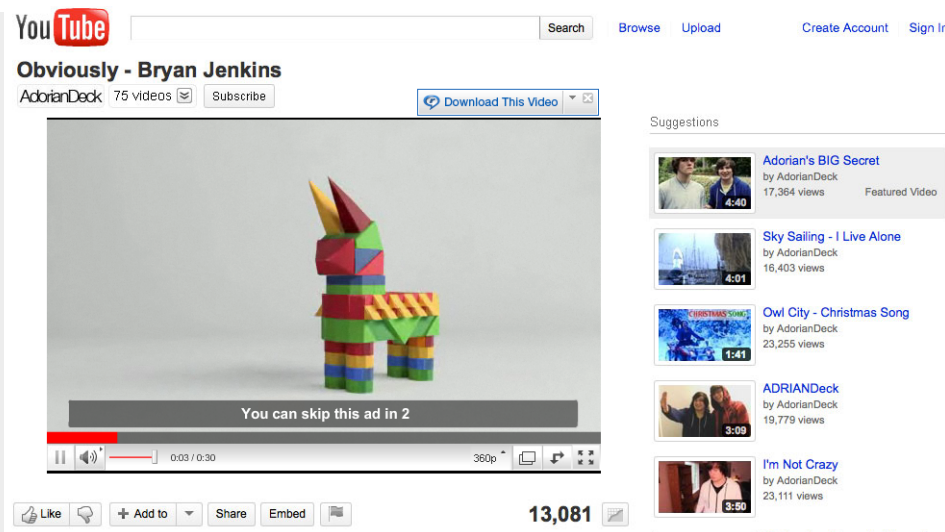 YouTube
Search
Browse
Upload
Create Account
Sign In
Obviously - Bryan Jenkins
AdorianDeck
75 videos
Subscribe
Download This Video
Suggestions
4:40
Adorian's BIG Secret
by AdorianDeck
17,364 views
Featured Video
4:01
Sky Sailing - I Live Alone
by AdorianDeck
16,403 views
CHRISTMAS SONG
1:41
Owl City - Christmas Song
by AdorianDeck
23,255 views
3:09
ADRIANDeck
by AdorianDeck
19,779 views
3:50
I'm Not Crazy
by AdorianDeck
23,111 views
You can skip this ad in 2
0:03 / 0:30
360p
Like
Add to
Share
Embed
13,081